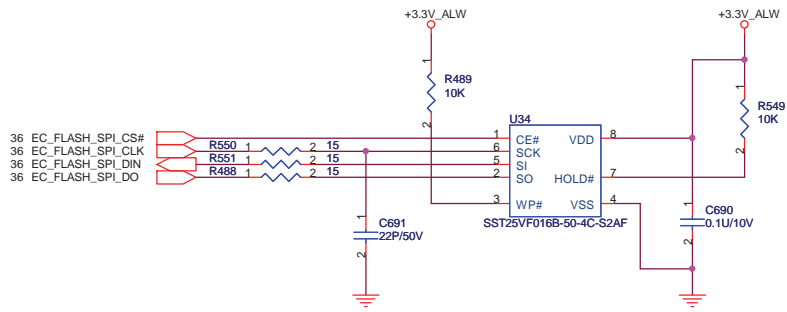 +3.3V_ALW +3.3V_ALW
1 R489 10K 2
1 R549 10K 2
U34
36 EC_FLASH_SPI_CS# 1 CE# VDD 8
36 EC_FLASH_SPI_CLK R550 1 2 15 6 SCK
36 EC_FLASH_SPI_DIN R551 1 2 15 5 SI
36 EC_FLASH_SPI_DO R488 1 2 15 2 SO HOLD# 7
3 WP# VSS 4
SST25VF016B-50-4C-S2AF
1 C691 22P/50V 2
1 C690 0.1U/10V 2